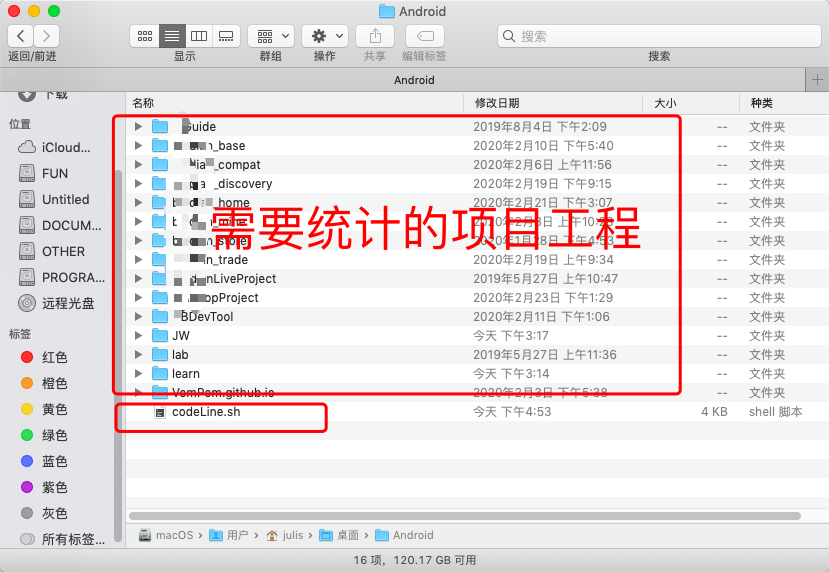 Android
返回/前进
显示
群组
操作
共享
编辑标签
搜索
搜索
Android
下载
位置
iCloud...
FUN
Untitled
DOCUM...
OTHER
PROGRA...
远程光盘
标签
红色
橙色
黄色
绿色
蓝色
紫色
灰色
所有标签...
名称 修改日期 大小 种类
Guide 2019年8月4日 下午2:09 -- 文件夹
_base 2020年2月10日 下午5:40 -- 文件夹
_compat 2020年2月6日 上午11:56 -- 文件夹
_discovery 2020年2月19日 下午9:15 -- 文件夹
_home 2020年2月21日 下午3:07 -- 文件夹
-- 文件夹
-- 文件夹
需要统计的项目工程
_trade 2020年2月19日 下午9:34 -- 文件夹
LiveProject 2019年5月27日 上午10:47 -- 文件夹
Project 2020年2月23日 下午1:29 -- 文件夹
BDevTool 2020年2月11日 下午1:06 -- 文件夹
JW 今天 下午3:17 -- 文件夹
lab 2019年5月27日 上午11:36 -- 文件夹
learn 今天 下午3:14 -- 文件夹
VomPom.github.io 2020年2月3日 下午5:38 -- 文件夹
codeLine.sh 今天 下午4:53 4 KB shell 脚本
macOS › 用户 › julis › 桌面 › Android
16 项，120.17 GB 可用